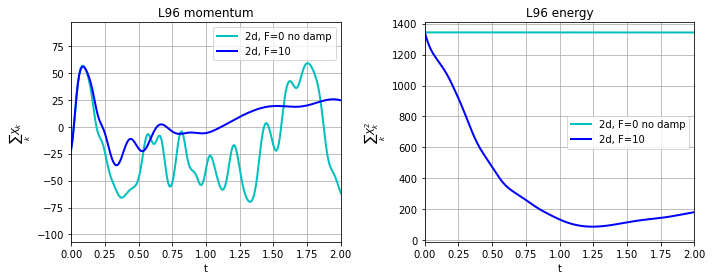 L96 momentum
75
50
25
0
−25
−50
−75
−100
∑ X_k
k
0.00 0.25 0.50 0.75 1.00 1.25 1.50 1.75 2.00
t
2d, F=0 no damp
2d, F=10
L96 energy
1400
1200
1000
800
600
400
200
0
∑ X_k^2
k
0.00 0.25 0.50 0.75 1.00 1.25 1.50 1.75 2.00
t
2d, F=0 no damp
2d, F=10